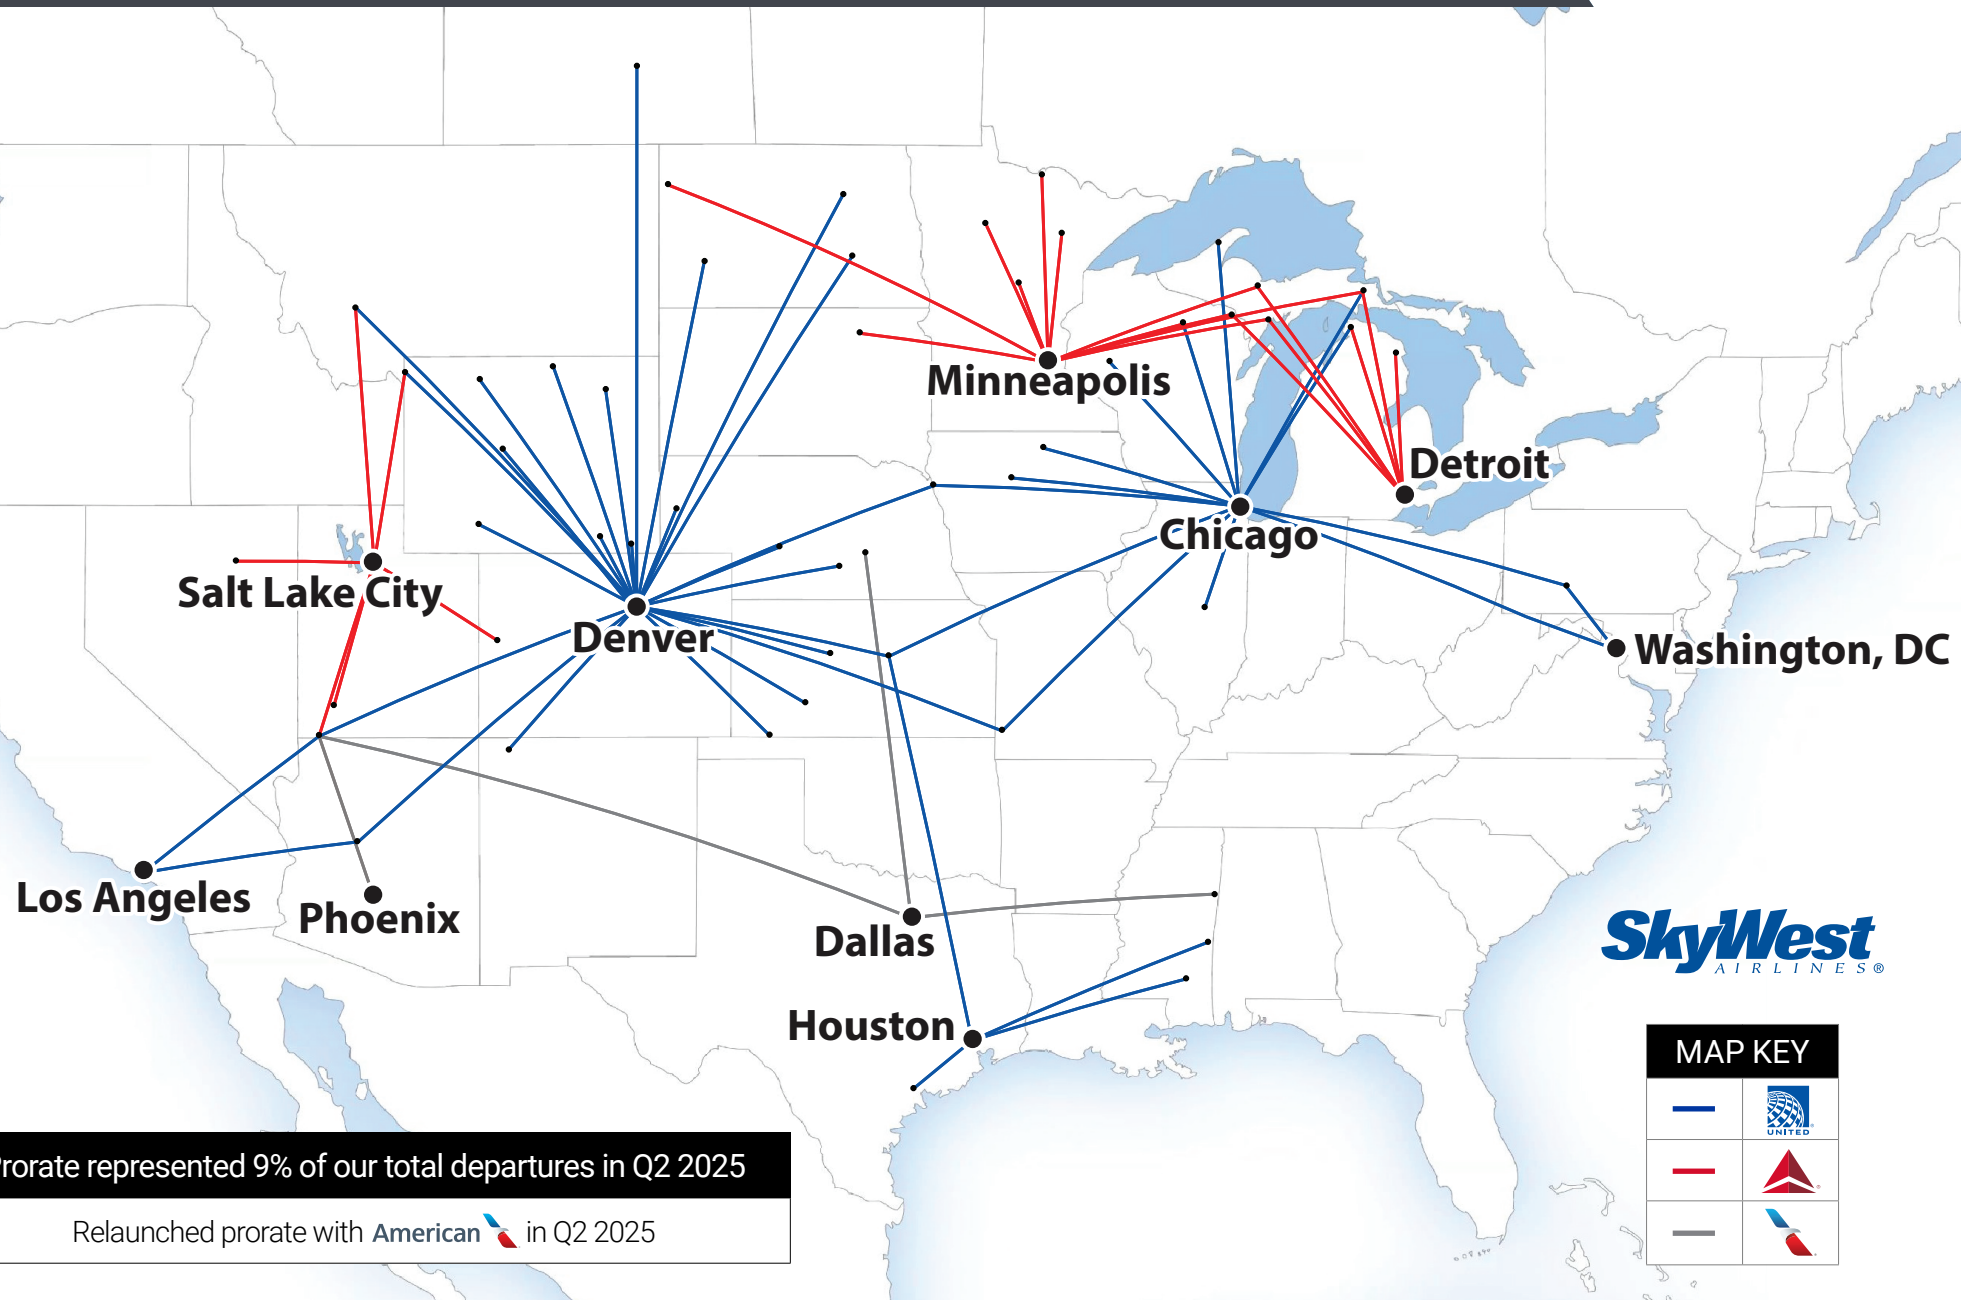 Minneapolis
Detroit
Chicago
Salt Lake City
Denver
Washington, DC
Los Angeles
Phoenix
Dallas
Houston
SkyWest
AIRLINES®
MAP KEY
UNITED
represented 9% of our total departures in Q2 2025
Relaunched prorate with American in Q2 2025